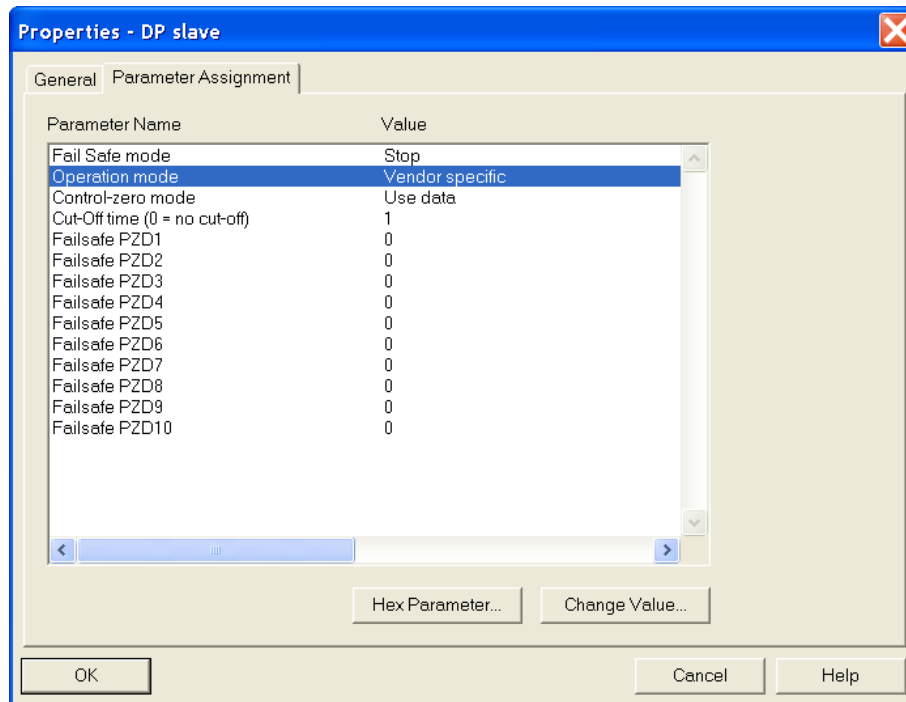 Properties - DP slave
General Parameter Assignment
Parameter Name Value
Fail Safe mode Stop
Operation mode Vendor specific
Control-zero mode Use data
Cut-Off time (0 = no cut-off) 1
Failsafe PZD1 0
Failsafe PZD2 0
Failsafe PZD3 0
Failsafe PZD4 0
Failsafe PZD5 0
Failsafe PZD6 0
Failsafe PZD7 0
Failsafe PZD8 0
Failsafe PZD9 0
Failsafe PZD10 0
Hex Parameter... Change Value...
OK Cancel Help